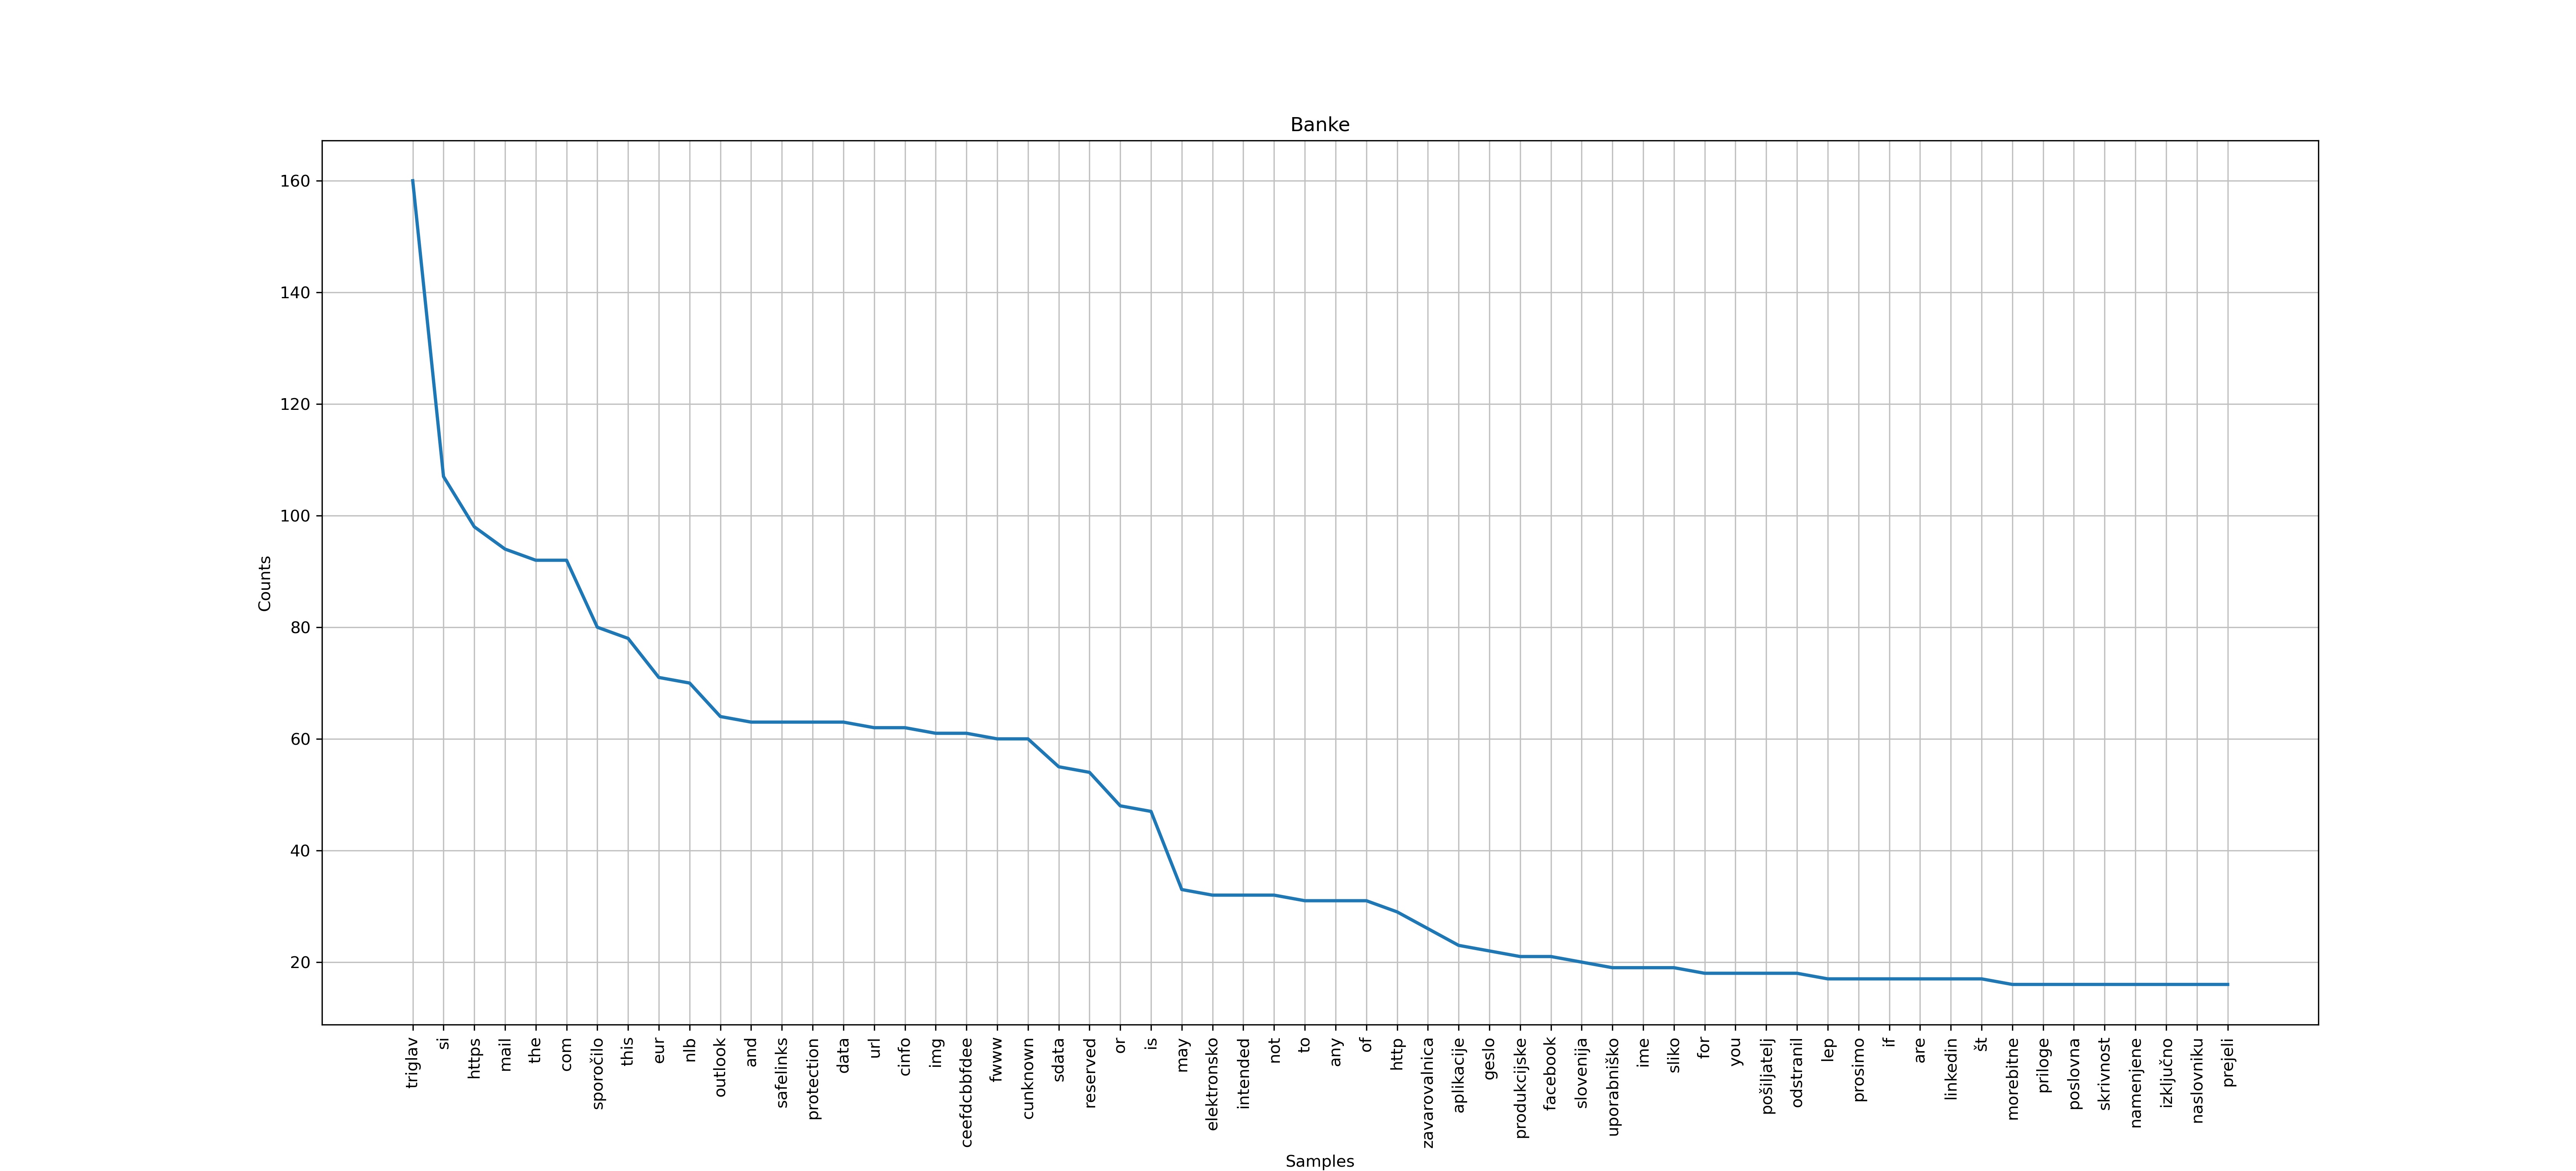 Banke
160
140
120
100
80
60
40
20
Counts
triglav
si
https
mail
the
com
sporočilo
this
eur
nlb
outlook
and
safelinks
protection
data
url
cinfo
img
ceefdcbbfdee
fwww
cunknown
sdata
reserved
or
is
may
elektronsko
intended
not
to
any
of
http
zavarovalnica
aplikacije
geslo
produkcijske
facebook
slovenija
uporabniško
ime
sliko
for
you
pošiljatelj
odstranil
lep
prosimo
if
are
linkedin
št
morebitne
priloge
poslovna
skrivnost
namenjene
izključno
naslovniku
prejeli
Samples